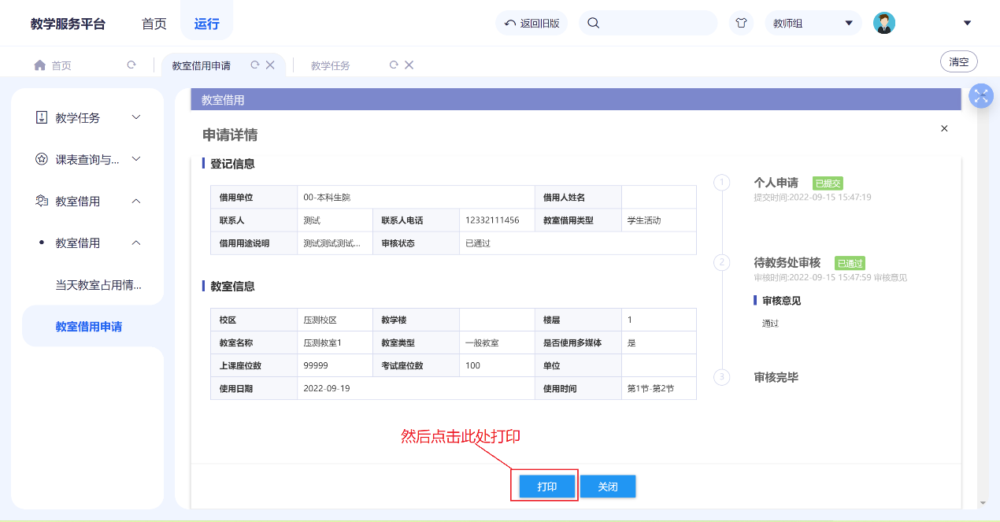 教学服务平台 首页 运行 返回旧版 教师组
首页 教室借用申请 教学任务 清空
教学任务
课表查询与...
教室借用
教室借用
当天教室占用情...
教室借用申请
教室借用
申请详情
登记信息
借用单位 00-本科生院 借用人姓名
联系人 测试 联系人电话 12332111456 教室借用类型 学生活动
借用用途说明 测试测试测试... 审核状态 已通过
教室信息
校区 压测校区 教学楼 楼层 1
教室名称 压测教室1 教室类型 一般教室 是否使用多媒体 是
上课座位数 99999 考试座位数 100 单位
使用日期 2022-09-19 使用时间 第1节-第2节
1 个人申请 已提交
提交时间:2022-09-15 15:47:19
2 待教务处审核 已通过
审核时间:2022-09-15 15:47:59 审核意见
审核意见
通过
3 审核完毕
然后点击此处打印
打印 关闭